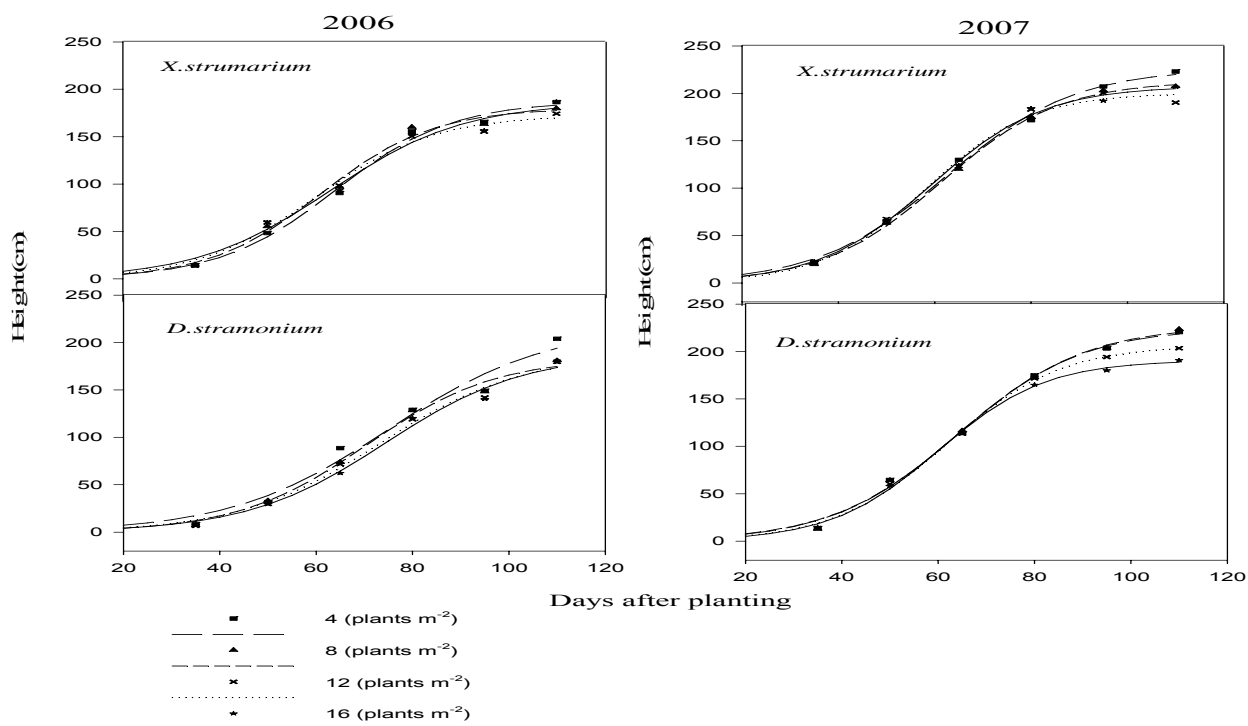 2006
2007
250
200
150
100
50
0
X.strumarium
250
200
150
100
50
0
X.strumarium
Height(cm)
Height(cm)
250
200
150
100
50
0
D.stramonium
250
200
150
100
50
0
D.stramonium
20 40 60 80 100 120
20 40 60 80 100 120
Days after planting
4 (plants m⁻²)
8 (plants m⁻²)
12 (plants m⁻²)
16 (plants m⁻²)